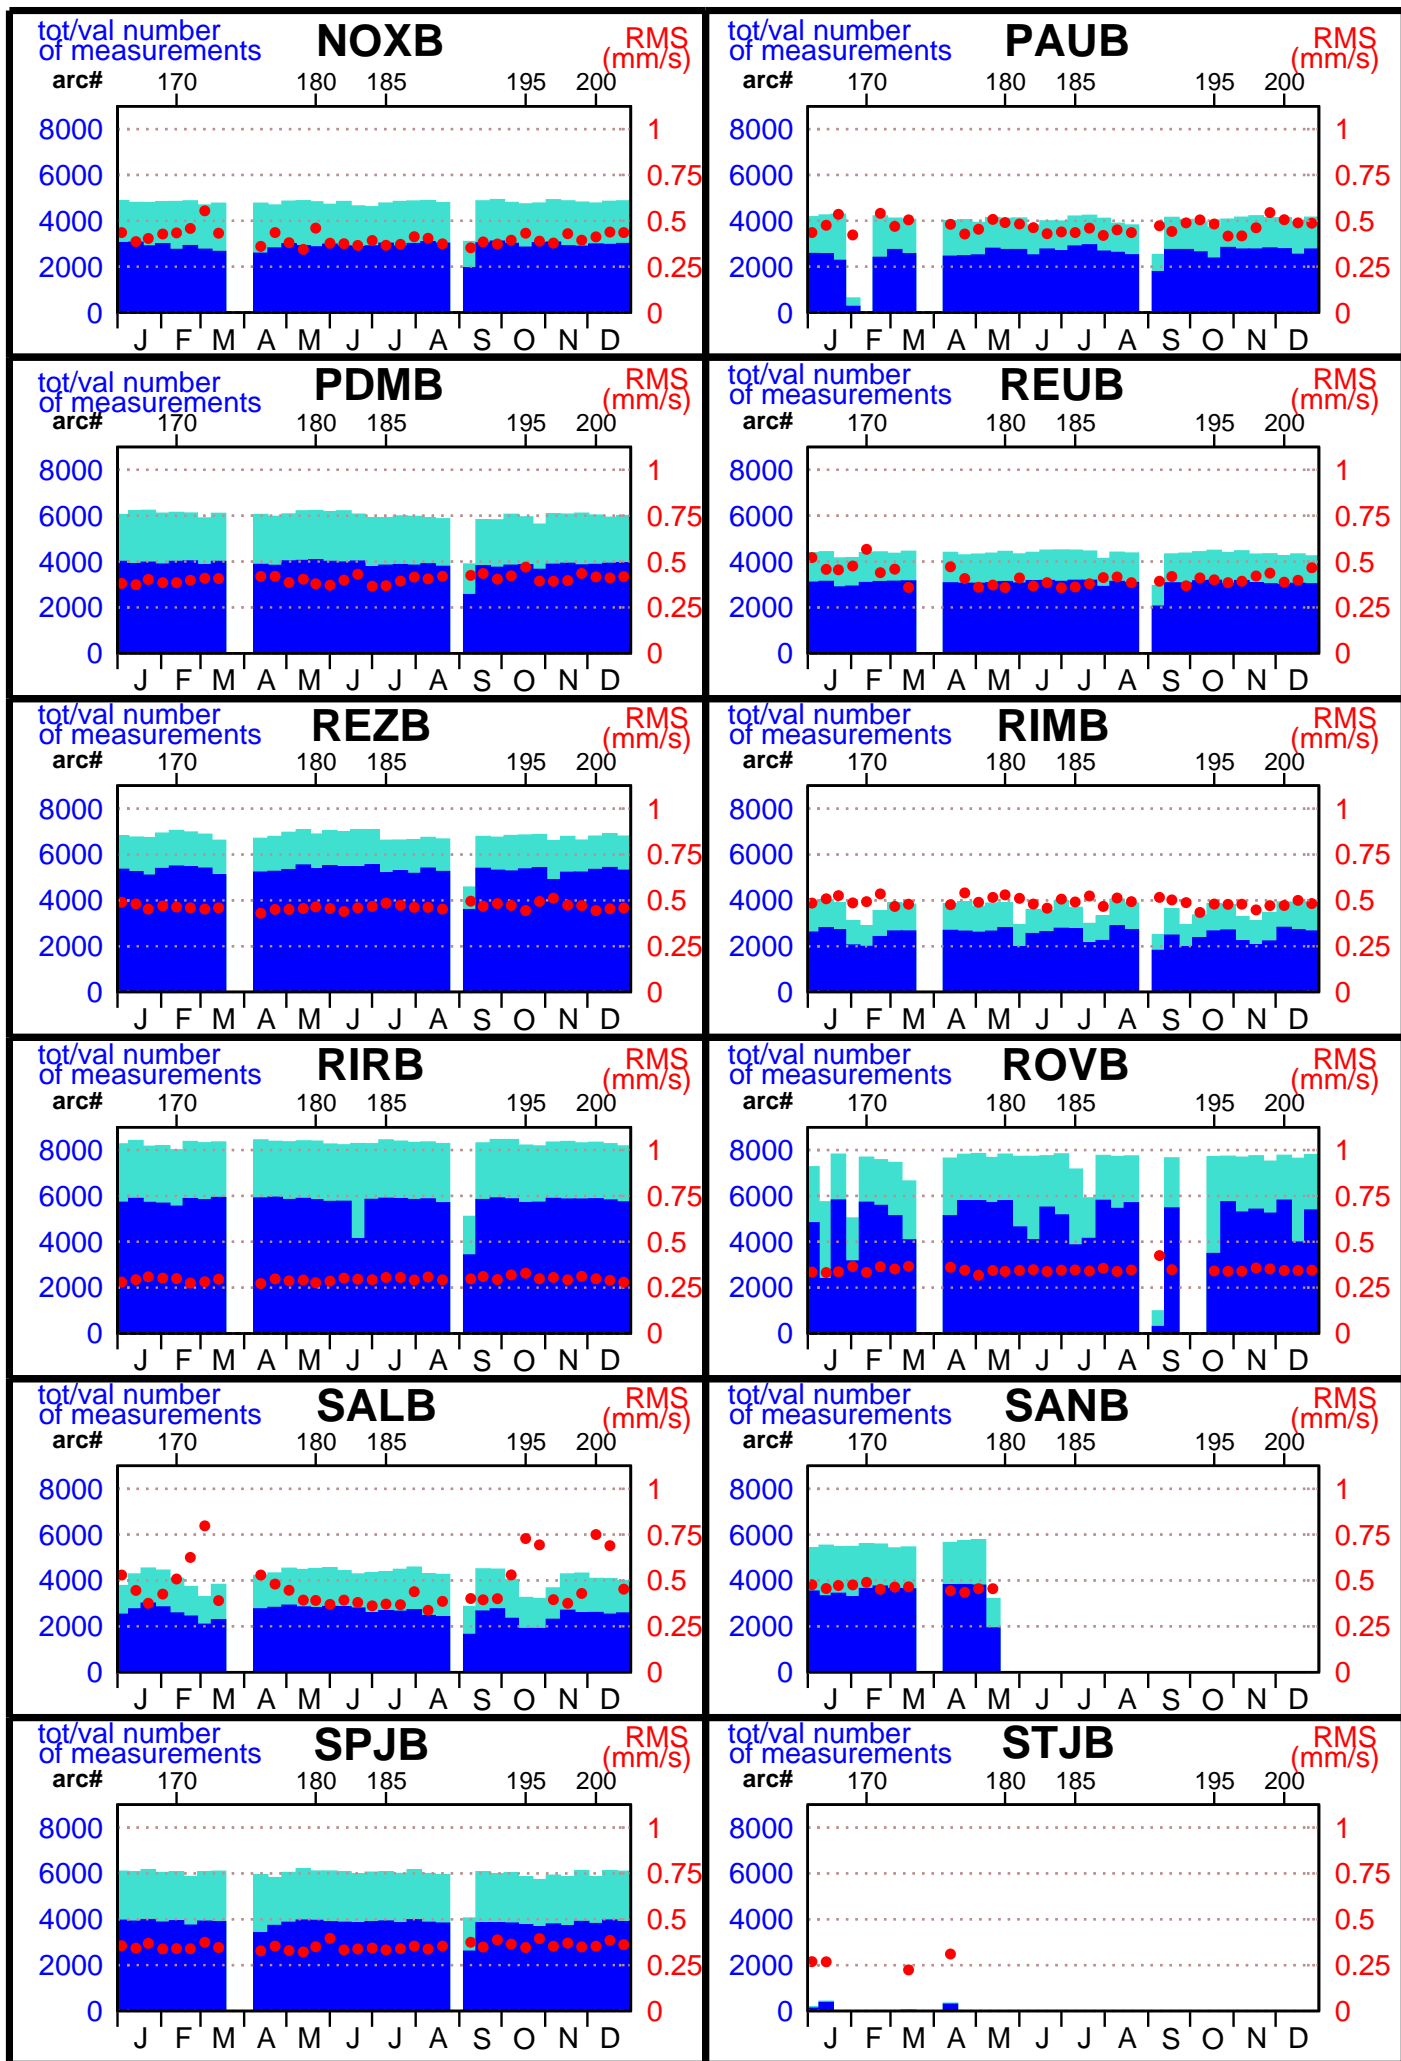 tot/val number NOXB RMS
of measurements (mm/s)
arc# 170 180 185 195 200
8000 1
6000 0.75
4000 0.5
2000 0.25
0 0
J F M A M J J A S O N D
tot/val number PAUB RMS
of measurements (mm/s)
arc# 170 180 185 195 200
8000 1
6000 0.75
4000 0.5
2000 0.25
0 0
J F M A M J J A S O N D
tot/val number PDMB RMS
of measurements (mm/s)
arc# 170 180 185 195 200
8000 1
6000 0.75
4000 0.5
2000 0.25
0 0
J F M A M J J A S O N D
tot/val number REUB RMS
of measurements (mm/s)
arc# 170 180 185 195 200
8000 1
6000 0.75
4000 0.5
2000 0.25
0 0
J F M A M J J A S O N D
tot/val number REZB RMS
of measurements (mm/s)
arc# 170 180 185 195 200
8000 1
6000 0.75
4000 0.5
2000 0.25
0 0
J F M A M J J A S O N D
tot/val number RIMB RMS
of measurements (mm/s)
arc# 170 180 185 195 200
8000 1
6000 0.75
4000 0.5
2000 0.25
0 0
J F M A M J J A S O N D
tot/val number RIRB RMS
of measurements (mm/s)
arc# 170 180 185 195 200
8000 1
6000 0.75
4000 0.5
2000 0.25
0 0
J F M A M J J A S O N D
tot/val number ROVB RMS
of measurements (mm/s)
arc# 170 180 185 195 200
8000 1
6000 0.75
4000 0.5
2000 0.25
0 0
J F M A M J J A S O N D
tot/val number SALB RMS
of measurements (mm/s)
arc# 170 180 185 195 200
8000 1
6000 0.75
4000 0.5
2000 0.25
0 0
J F M A M J J A S O N D
tot/val number SANB RMS
of measurements (mm/s)
arc# 170 180 185 195 200
8000 1
6000 0.75
4000 0.5
2000 0.25
0 0
J F M A M J J A S O N D
tot/val number SPJB RMS
of measurements (mm/s)
arc# 170 180 185 195 200
8000 1
6000 0.75
4000 0.5
2000 0.25
0 0
J F M A M J J A S O N D
tot/val number STJB RMS
of measurements (mm/s)
arc# 170 180 185 195 200
8000 1
6000 0.75
4000 0.5
2000 0.25
0 0
J F M A M J J A S O N D